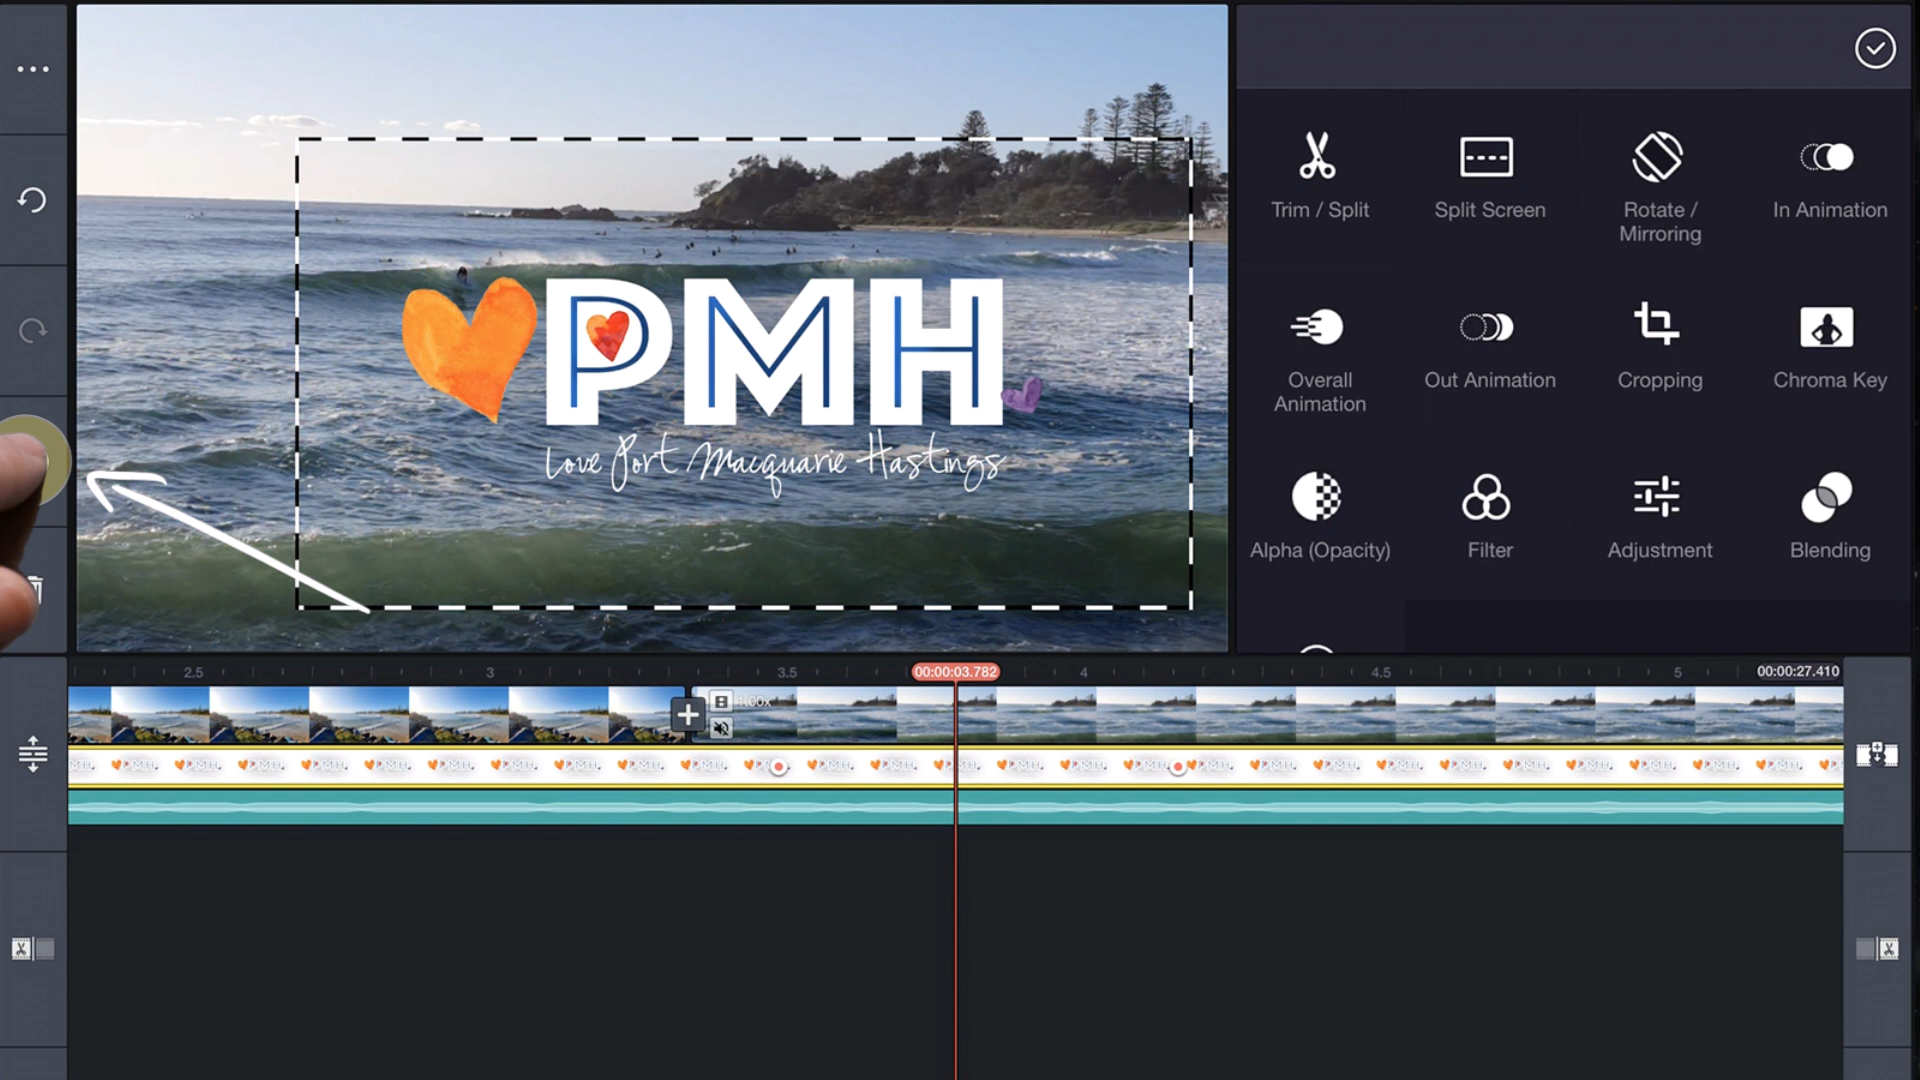 PMH
Love Port Macquarie Hastings
Trim / Split
Split Screen
Rotate /
Mirroring
In Animation
Overall
Animation
Out Animation
Cropping
Chroma Key
Alpha (Opacity)
Filter
Adjustment
Blending
2.5
3
3.5
00:00:03.782
4
4.5
5
00:00:27.410
1.00x